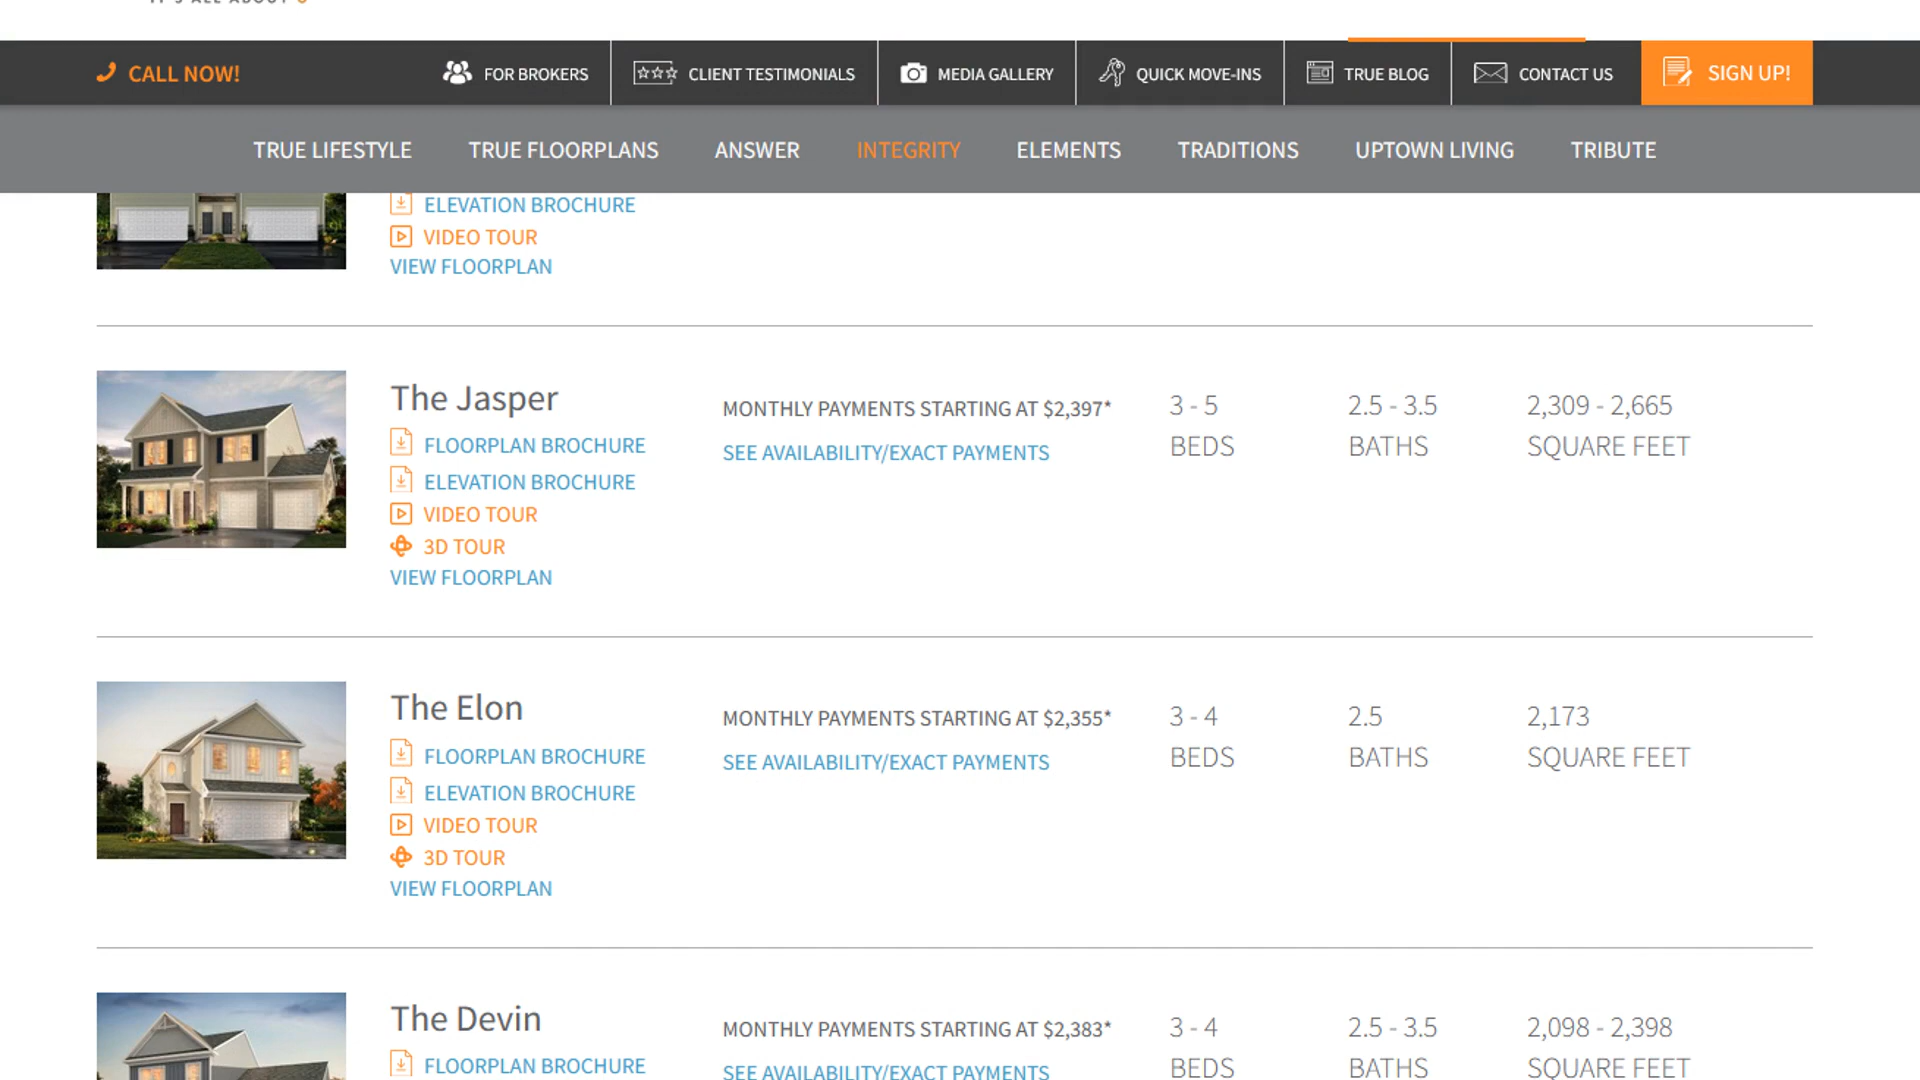 IT'S ALL ABOUT U
CALL NOW!
FOR BROKERS
CLIENT TESTIMONIALS
MEDIA GALLERY
QUICK MOVE-INS
TRUE BLOG
CONTACT US
SIGN UP!
TRUE LIFESTYLE
TRUE FLOORPLANS
ANSWER
INTEGRITY
ELEMENTS
TRADITIONS
UPTOWN LIVING
TRIBUTE
ELEVATION BROCHURE
VIDEO TOUR
VIEW FLOORPLAN
The Jasper
FLOORPLAN BROCHURE
ELEVATION BROCHURE
VIDEO TOUR
3D TOUR
VIEW FLOORPLAN
MONTHLY PAYMENTS STARTING AT $2,397*
SEE AVAILABILITY/EXACT PAYMENTS
3 - 5
BEDS
2.5 - 3.5
BATHS
2,309 - 2,665
SQUARE FEET
The Elon
FLOORPLAN BROCHURE
ELEVATION BROCHURE
VIDEO TOUR
3D TOUR
VIEW FLOORPLAN
MONTHLY PAYMENTS STARTING AT $2,355*
SEE AVAILABILITY/EXACT PAYMENTS
3 - 4
BEDS
2.5
BATHS
2,173
SQUARE FEET
The Devin
FLOORPLAN BROCHURE
MONTHLY PAYMENTS STARTING AT $2,383*
SEE AVAILABILITY/EXACT PAYMENTS
3 - 4
BEDS
2.5 - 3.5
BATHS
2,098 - 2,398
SQUARE FEET